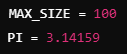 MAX_SIZE = 100
PI = 3.14159